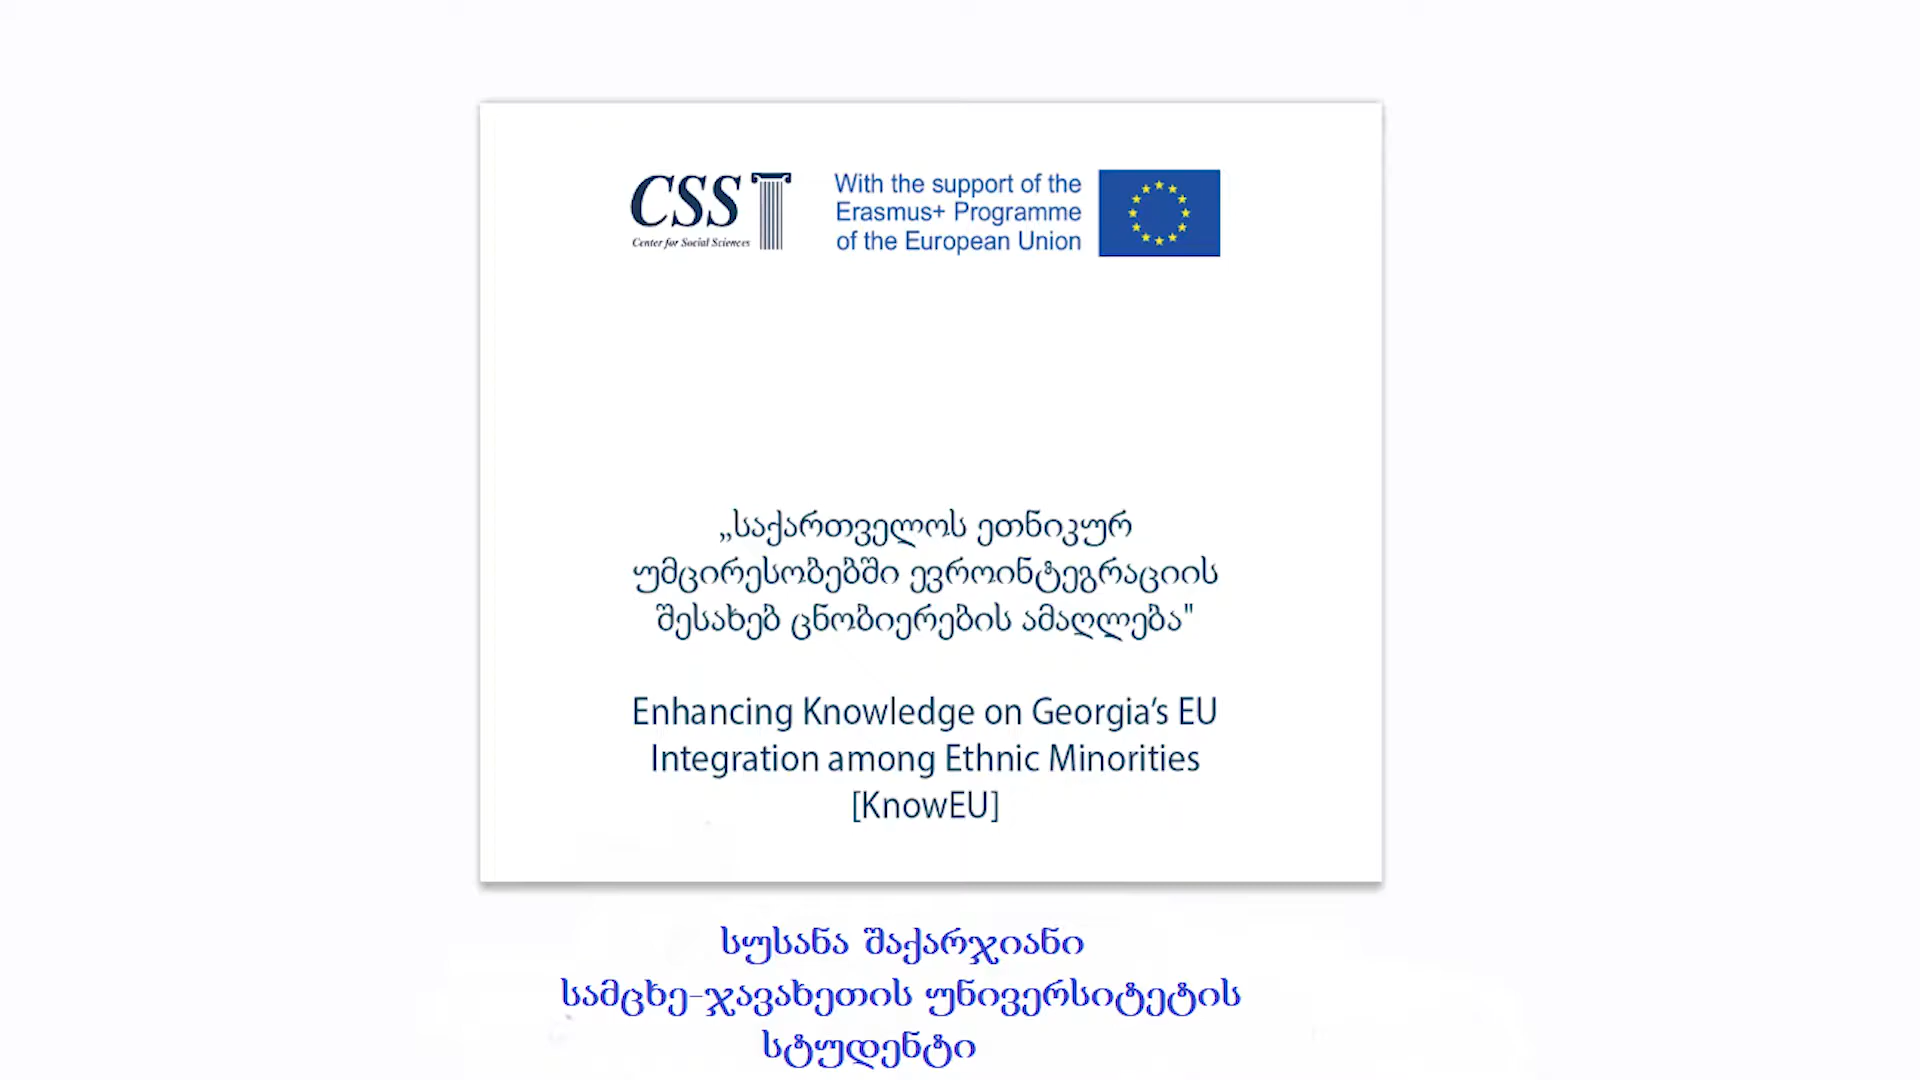 CSS
Center for Social Sciences
With the support of the
Erasmus+ Programme
of the European Union
„საქართველოს ეთნიკურ
უმცირესობებში ევროინტეგრაციის
შესახებ ცნობიერების ამაღლება"
Enhancing Knowledge on Georgia’s EU
Integration among Ethnic Minorities
[KnowEU]
სუსანა შაქარჯიანი
სამცხე-ჯავახეთის უნივერსიტეტის
სტუდენტი